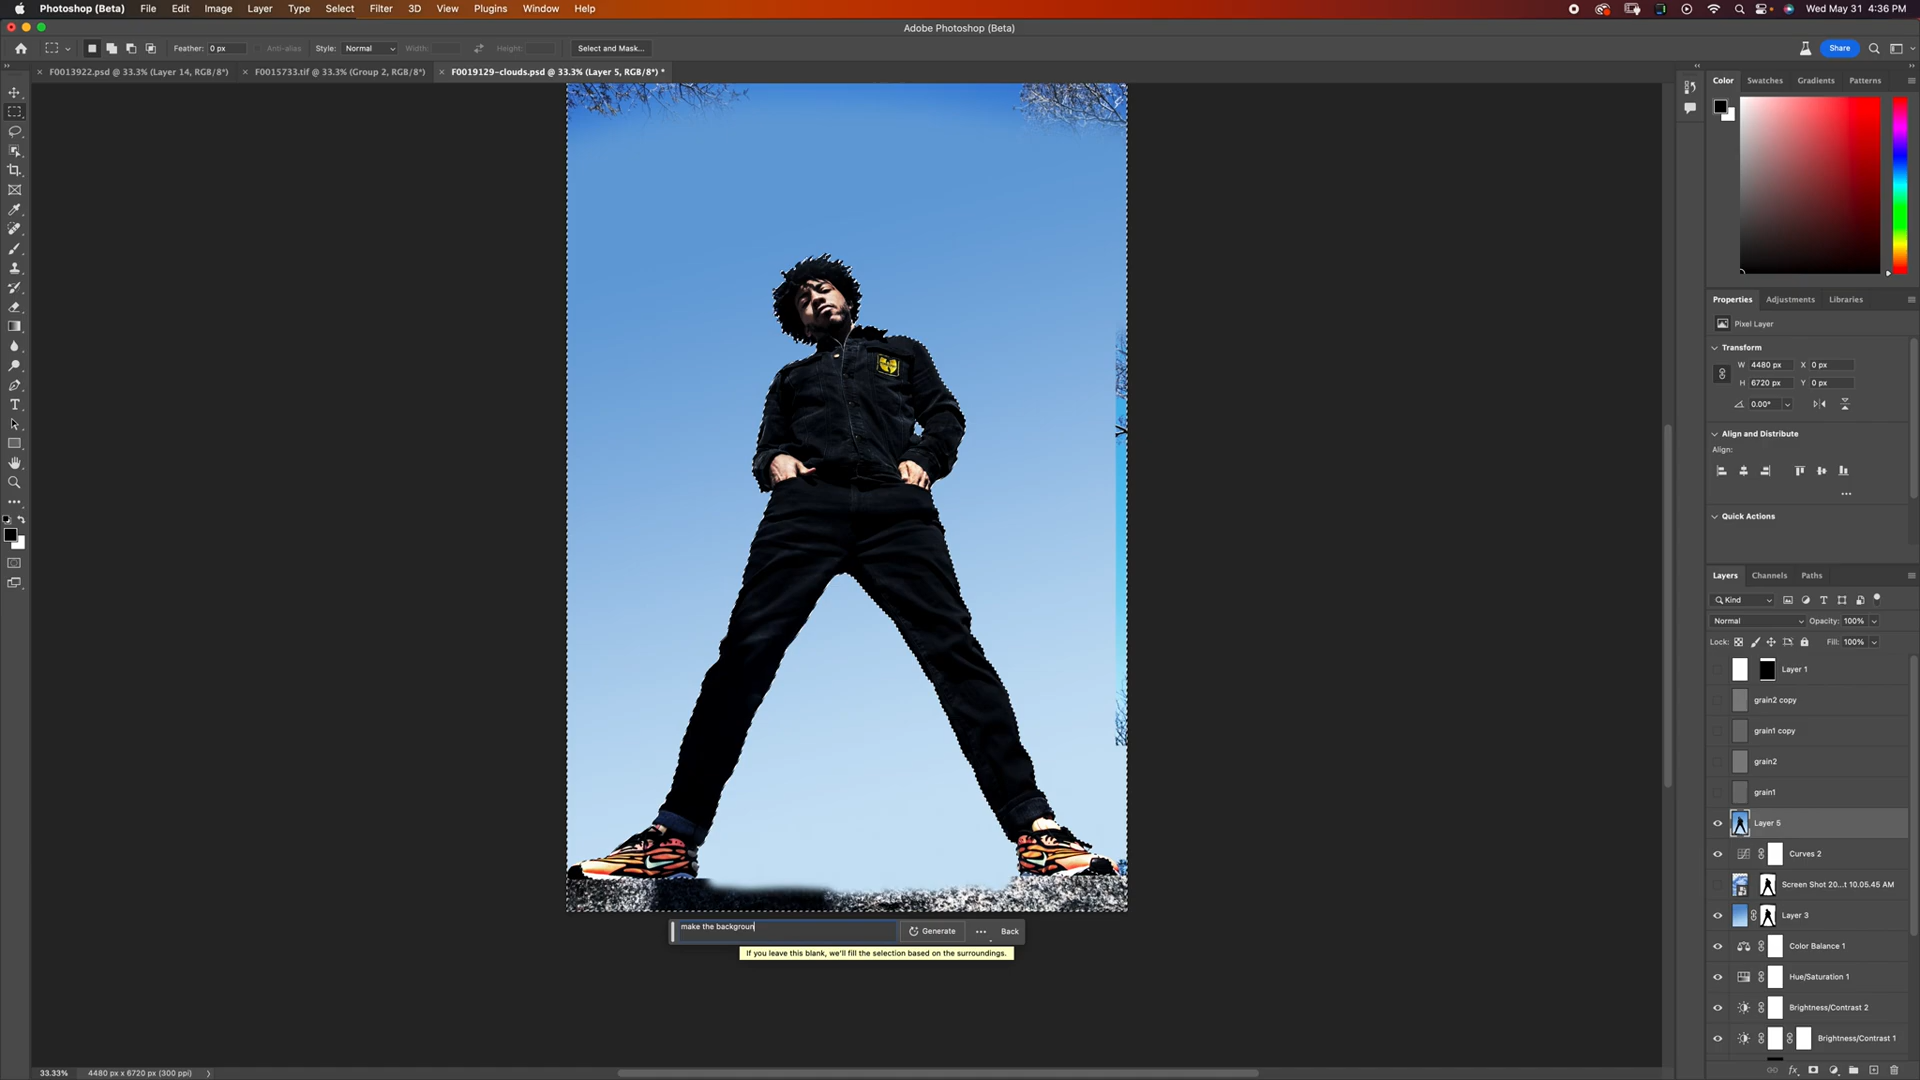 Photoshop (Beta) File Edit Image Layer Type Select Filter 3D View Plugins Window Help Wed May 31 4:36 PM
Adobe Photoshop (Beta)
Feather: 0 px Anti-alias Style: Normal Width: Height: Select and Mask... Share
F0013922.psd @ 33.3% (Layer 14, RGB/8*) F0015733.tif @ 33.3% (Group 2, RGB/8*) F0019129-clouds.psd @ 33.3% (Layer 5, RGB/8*) *
Color Swatches Gradients Patterns
Properties Adjustments Libraries
Pixel Layer
Transform
W 4480 px X 0 px
H 6720 px Y 0 px
0.00°
Align and Distribute
Align:
Quick Actions
Layers Channels Paths
Kind
Normal Opacity: 100%
Lock: Fill: 100%
Layer 1
grain2 copy
grain1 copy
grain2
grain1
Layer 5
Curves 2
Screen Shot 20...t 10.05.45 AM
Layer 3
Color Balance 1
Hue/Saturation 1
Brightness/Contrast 2
Brightness/Contrast 1
make the backgroun Generate ... Back
If you leave this blank, we'll fill the selection based on the surroundings.
33.33% 4480 px x 6720 px (300 ppi)